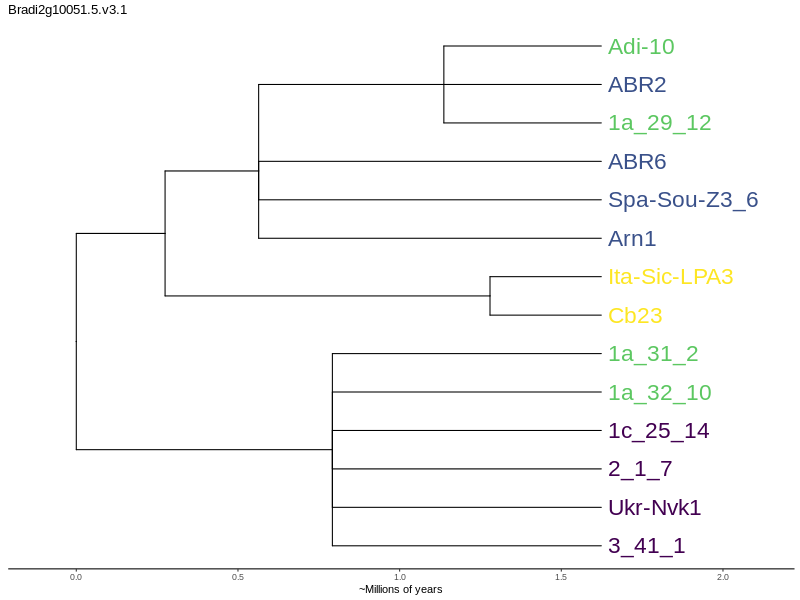 Bradi2g10051.5.v3.1
Adi-10
ABR2
1a_29_12
ABR6
Spa-Sou-Z3_6
Arn1
Ita-Sic-LPA3
Cb23
1a_31_2
1a_32_10
1c_25_14
2_1_7
Ukr-Nvk1
3_41_1
0.0 0.5 1.0 1.5 2.0
~Millions of years